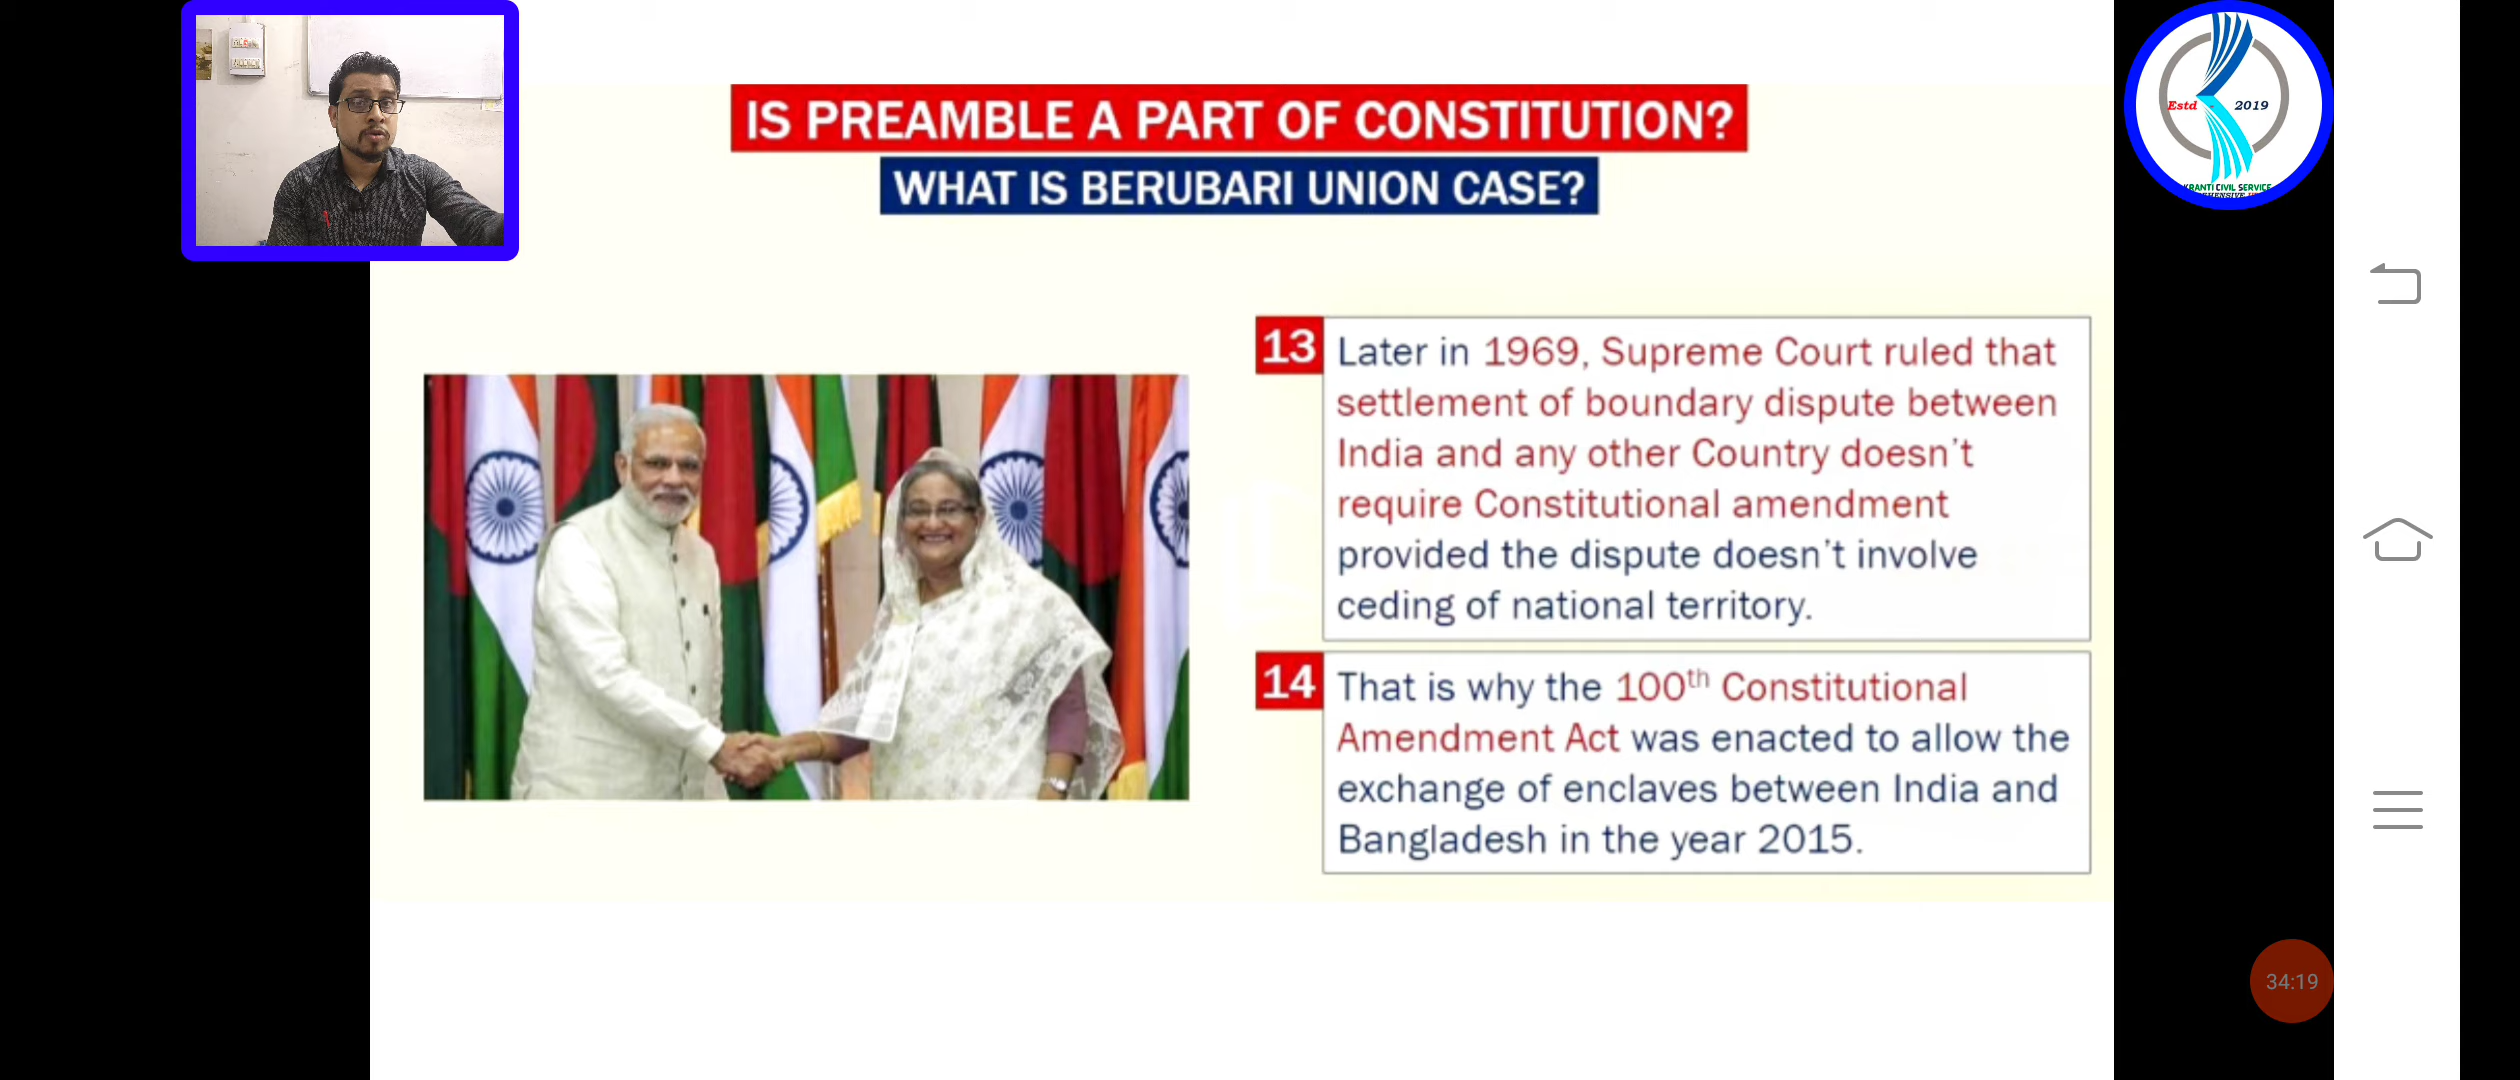 IS PREAMBLE A PART OF CONSTITUTION?
WHAT IS BERUBARI UNION CASE?
13
Later in 1969, Supreme Court ruled that
settlement of boundary dispute between
India and any other Country doesn't
require Constitutional amendment
provided the dispute doesn't involve
ceding of national territory.
14
That is why the 100th Constitutional
Amendment Act was enacted to allow the
exchange of enclaves between India and
Bangladesh in the year 2015.
Estd - 2019
KRANTI CIVIL SERVICE
34:19